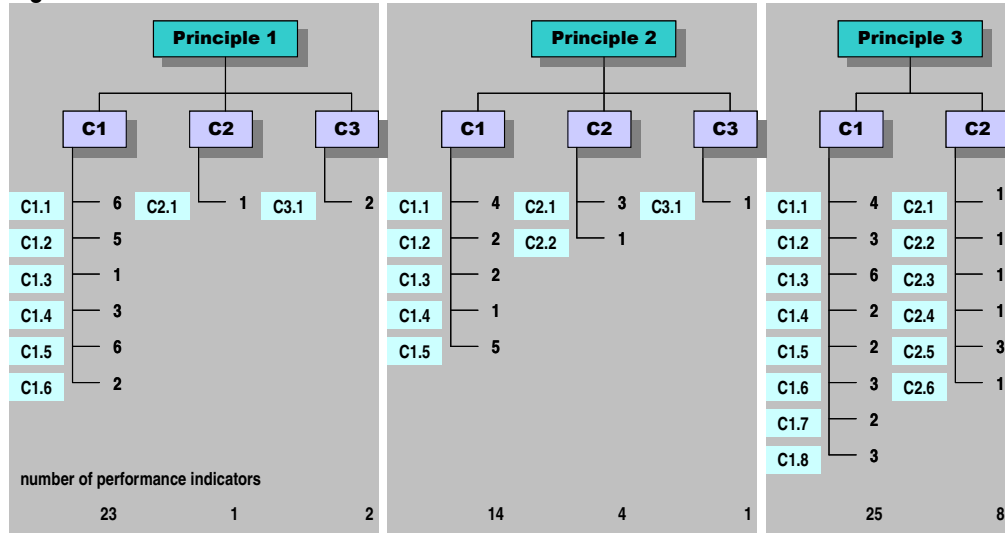 Principle 1 Principle 2 Principle 3
C1 C2 C3 C1 C2 C3 C1 C2
C1.1 6 C2.1 1 C3.1 2 C1.1 4 C2.1 3 C3.1 1 C1.1 4 C2.1 1
C1.2 5 C1.2 2 C2.2 1 C1.2 3 C2.2 1
C1.3 1 C1.3 2 C1.3 6 C2.3 1
C1.4 3 C1.4 1 C1.4 2 C2.4 1
C1.5 6 C1.5 5 C1.5 2 C2.5 3
C1.6 2 C1.6 3 C2.6 1
C1.7 2
C1.8 3
number of performance indicators
23 1 2 14 4 1 25 8